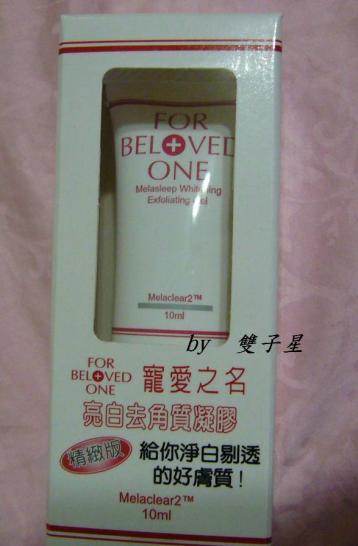 FOR
BELOVED
ONE
Melasleep Whitening
Exfoliating Gel
Melaclear2™
10ml
by 雙子星
FOR
BELOVED
ONE
寵愛之名
亮白去角質凝膠
精緻版
給你淨白剔透
的好膚質！
Melaclear2™
10ml